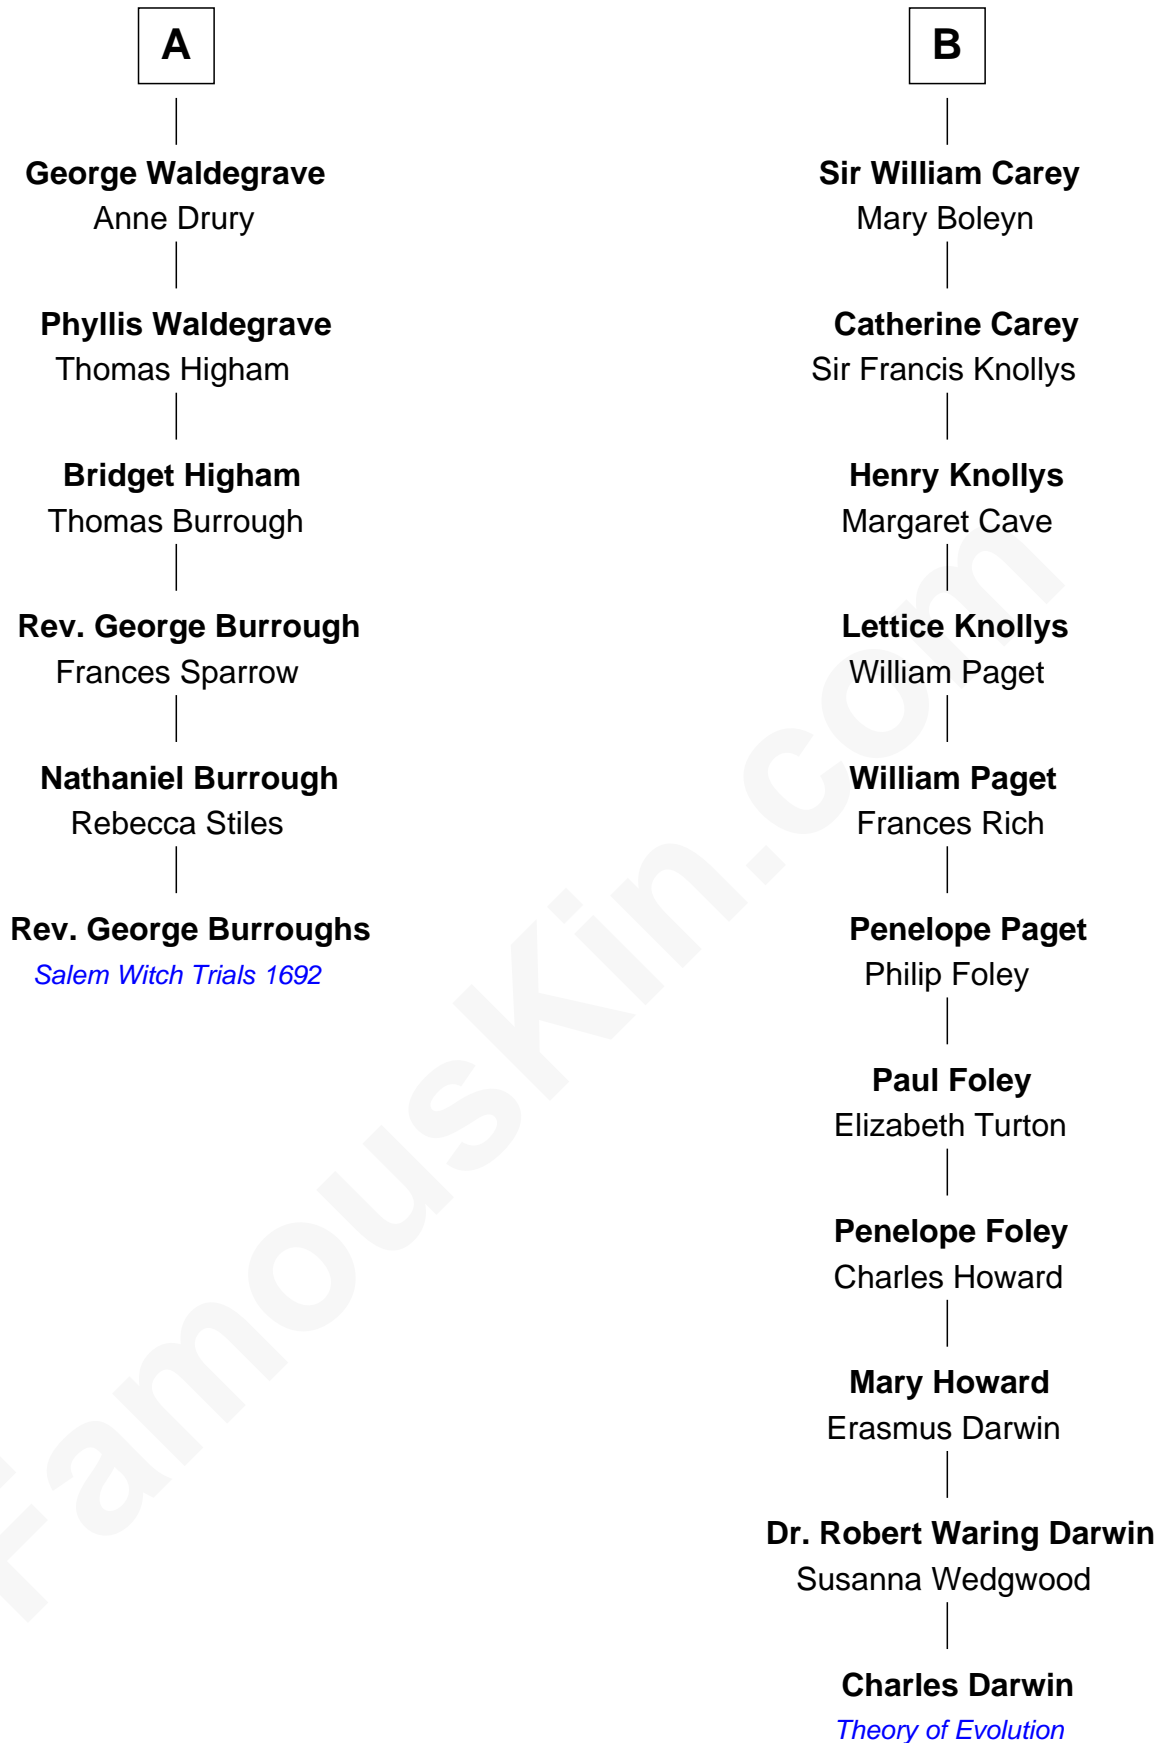 A
George Waldegrave
Anne Drury
Phyllis Waldegrave
Thomas Higham
Bridget Higham
Thomas Burrough
Rev. George Burrough
Frances Sparrow
Nathaniel Burrough
Rebecca Stiles
Rev. George Burroughs
Salem Witch Trials 1692
B
Sir William Carey
Mary Boleyn
Catherine Carey
Sir Francis Knollys
Henry Knollys
Margaret Cave
Lettice Knollys
William Paget
William Paget
Frances Rich
Penelope Paget
Philip Foley
Paul Foley
Elizabeth Turton
Penelope Foley
Charles Howard
Mary Howard
Erasmus Darwin
Dr. Robert Waring Darwin
Susanna Wedgwood
Charles Darwin
Theory of Evolution
FamousKin.com